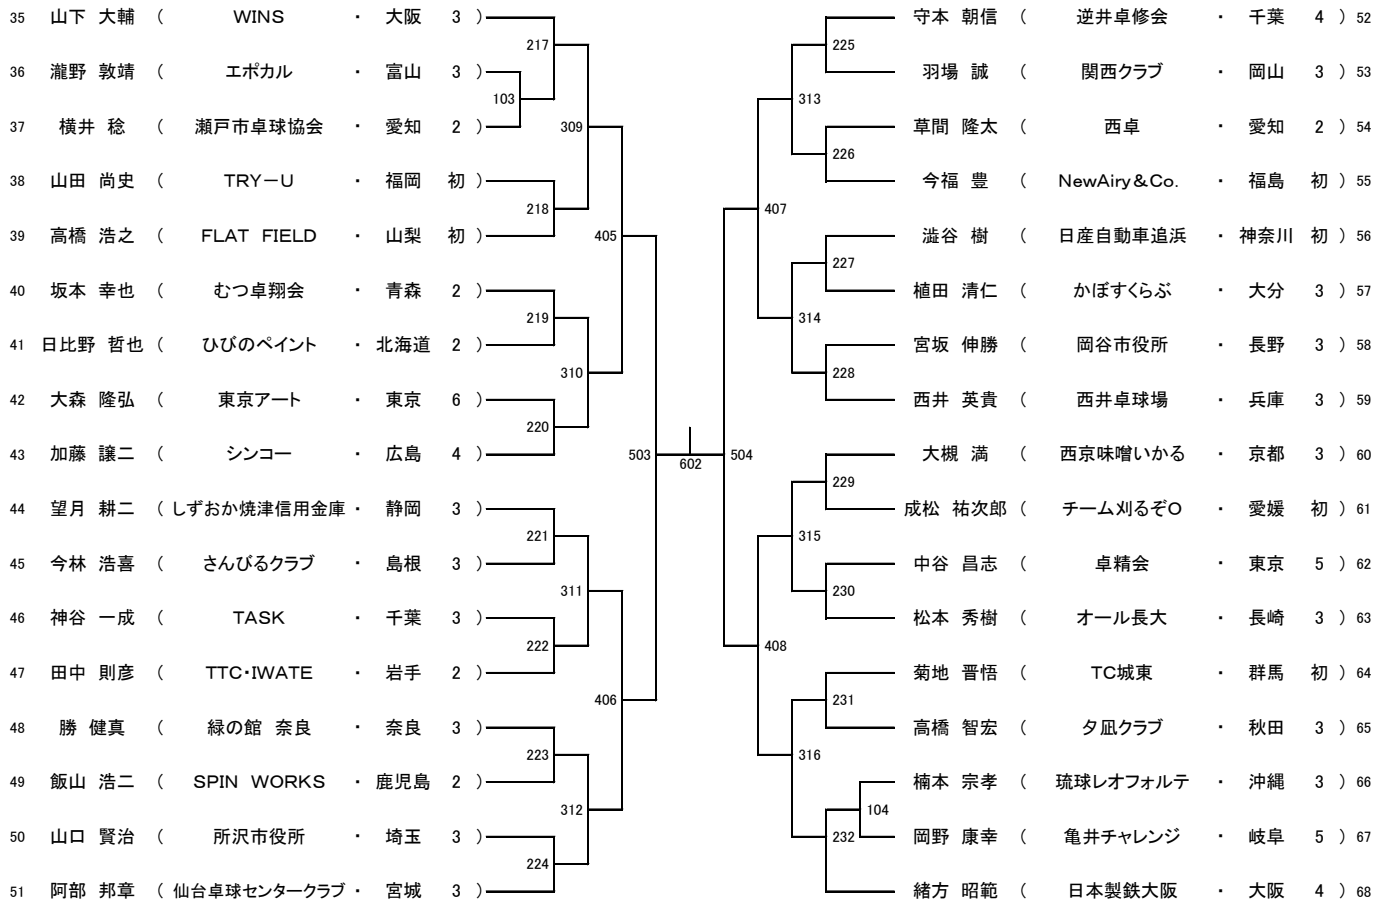 35 山下 大輔 ( WINS ・ 大阪 3 )
217
36 瀧野 敦靖 ( エポカル ・ 富山 3 )
103
37 横井 稔 ( 瀬戸市卓球協会 ・ 愛知 2 )
309
38 山田 尚史 ( TRY－U ・ 福岡 初 )
218
39 高橋 浩之 ( FLAT FIELD ・ 山梨 初 )
405
40 坂本 幸也 ( むつ卓翔会 ・ 青森 2 )
219
41 日比野 哲也 ( ひびのペイント ・ 北海道 2 )
310
42 大森 隆弘 ( 東京アート ・ 東京 6 )
220
43 加藤 譲二 ( シンコー ・ 広島 4 )
503
44 望月 耕二 ( しずおか焼津信用金庫 ・ 静岡 3 )
221
45 今林 浩喜 ( さんびるクラブ ・ 島根 3 )
311
46 神谷 一成 ( TASK ・ 千葉 3 )
222
47 田中 則彦 ( TTC・IWATE ・ 岩手 2 )
406
48 勝 健真 ( 緑の館 奈良 ・ 奈良 3 )
223
49 飯山 浩二 ( SPIN WORKS ・ 鹿児島 2 )
312
50 山口 賢治 ( 所沢市役所 ・ 埼玉 3 )
224
51 阿部 邦章 ( 仙台卓球センタークラブ ・ 宮城 3 )
602
守本 朝信 ( 逆井卓修会 ・ 千葉 4 ) 52
225
羽場 誠 ( 関西クラブ ・ 岡山 3 ) 53
313
草間 隆太 ( 西卓 ・ 愛知 2 ) 54
226
今福 豊 ( NewAiry＆Co. ・ 福島 初 ) 55
407
澁谷 樹 ( 日産自動車追浜 ・ 神奈川 初 ) 56
227
植田 清仁 ( かぼすくらぶ ・ 大分 3 ) 57
314
宮坂 伸勝 ( 岡谷市役所 ・ 長野 3 ) 58
228
西井 英貴 ( 西井卓球場 ・ 兵庫 3 ) 59
504
大槻 満 ( 西京味噌いかる ・ 京都 3 ) 60
229
成松 祐次郎 ( チーム刈るぞO ・ 愛媛 初 ) 61
315
中谷 昌志 ( 卓精会 ・ 東京 5 ) 62
230
松本 秀樹 ( オール長大 ・ 長崎 3 ) 63
408
菊地 晋悟 ( TC城東 ・ 群馬 初 ) 64
231
高橋 智宏 ( 夕凪クラブ ・ 秋田 3 ) 65
316
楠本 宗孝 ( 琉球レオフォルテ ・ 沖縄 3 ) 66
104
岡野 康幸 ( 亀井チャレンジ ・ 岐阜 5 ) 67
232
緒方 昭範 ( 日本製鉄大阪 ・ 大阪 4 ) 68